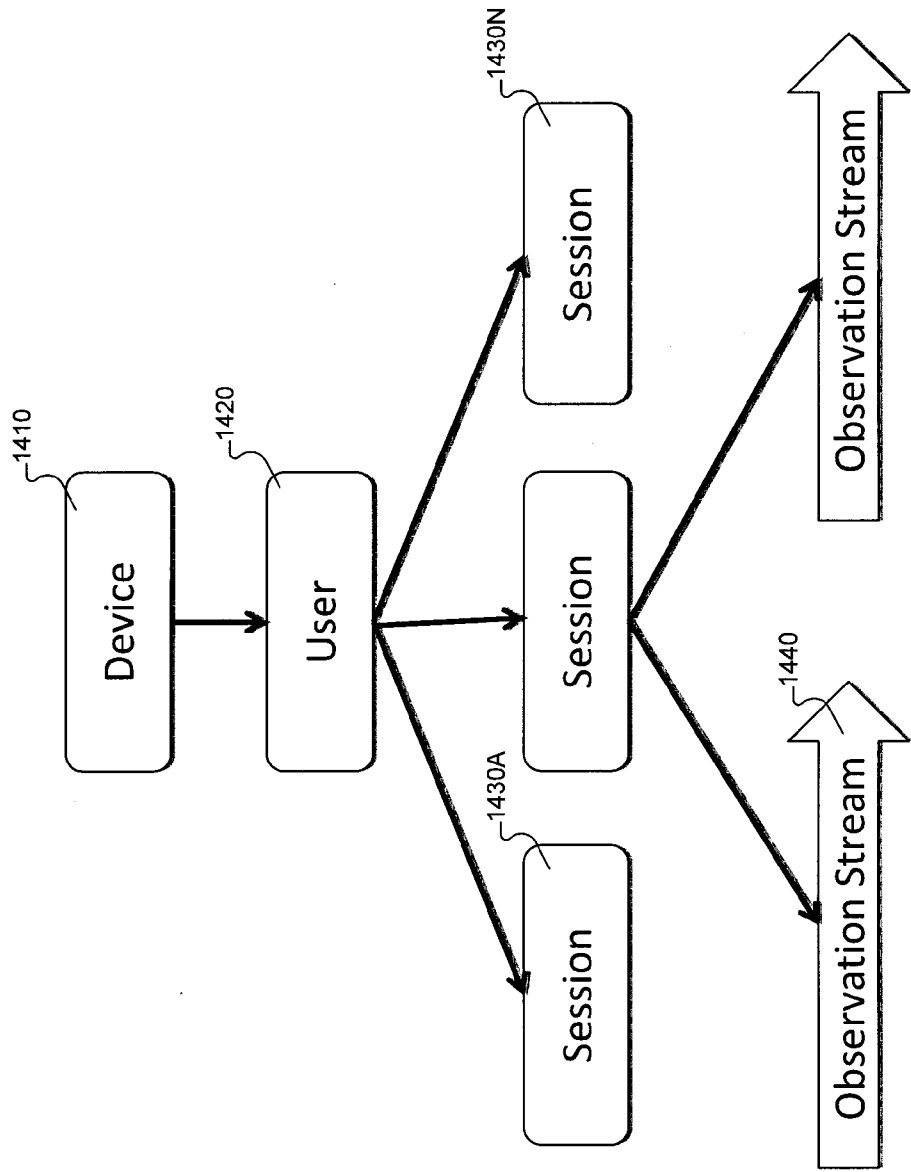 1410
Device
1420
User
1430A
Session
Session
1430N
Session
1440
Observation Stream
Observation Stream